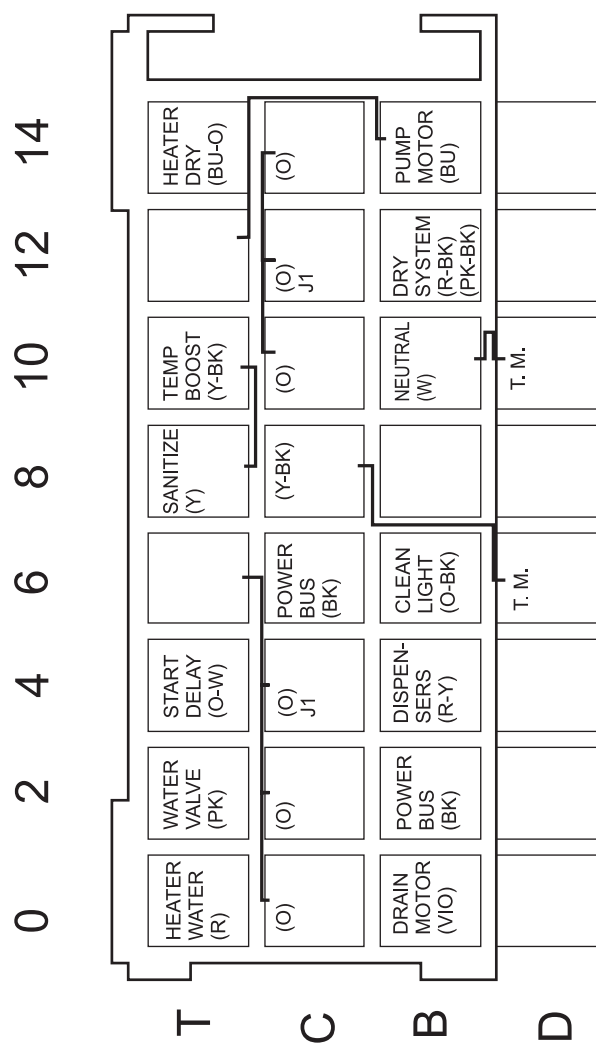 0
2
4
6
8
10
12
14
T
HEATER
WATER
(R)
WATER
VALVE
(PK)
START
DELAY
(O-W)
SANITIZE
(Y)
TEMP
BOOST
(Y-BK)
HEATER
DRY
(BU-O)
C
(O)
(O)
(O)
J1
POWER
BUS
(BK)
(Y-BK)
(O)
(O)
J1
(O)
B
DRAIN
MOTOR
(VIO)
POWER
BUS
(BK)
DISPEN-
SERS
(R-Y)
CLEAN
LIGHT
(O-BK)
NEUTRAL
(W)
DRY
SYSTEM
(R-BK)
(PK-BK)
PUMP
MOTOR
(BU)
D
T. M.
T. M.